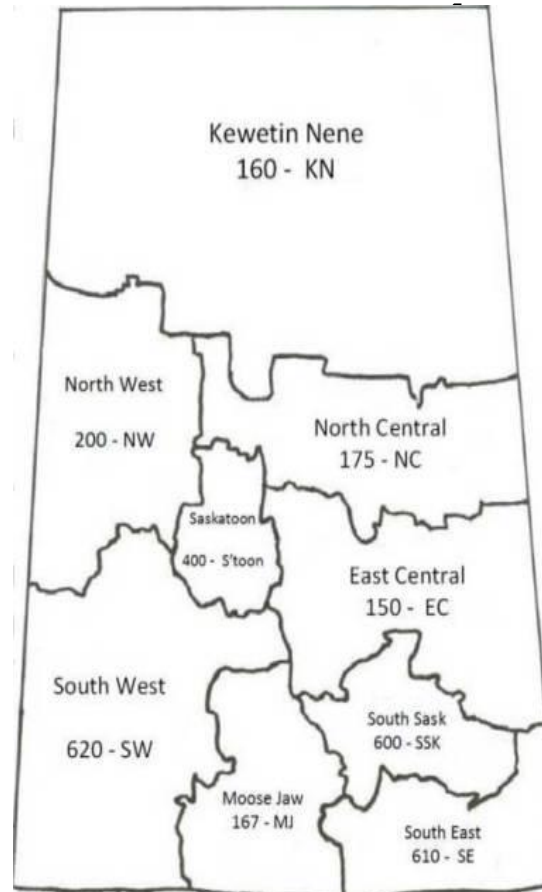 Kewetin Nene
160 - KN
North West
200 - NW
North Central
175 - NC
Saskatoon
400 - S'toon
East Central
150 - EC
South West
620 - SW
South Sask
600 - SSK
Moose Jaw
167 - MJ
South East
610 - SE